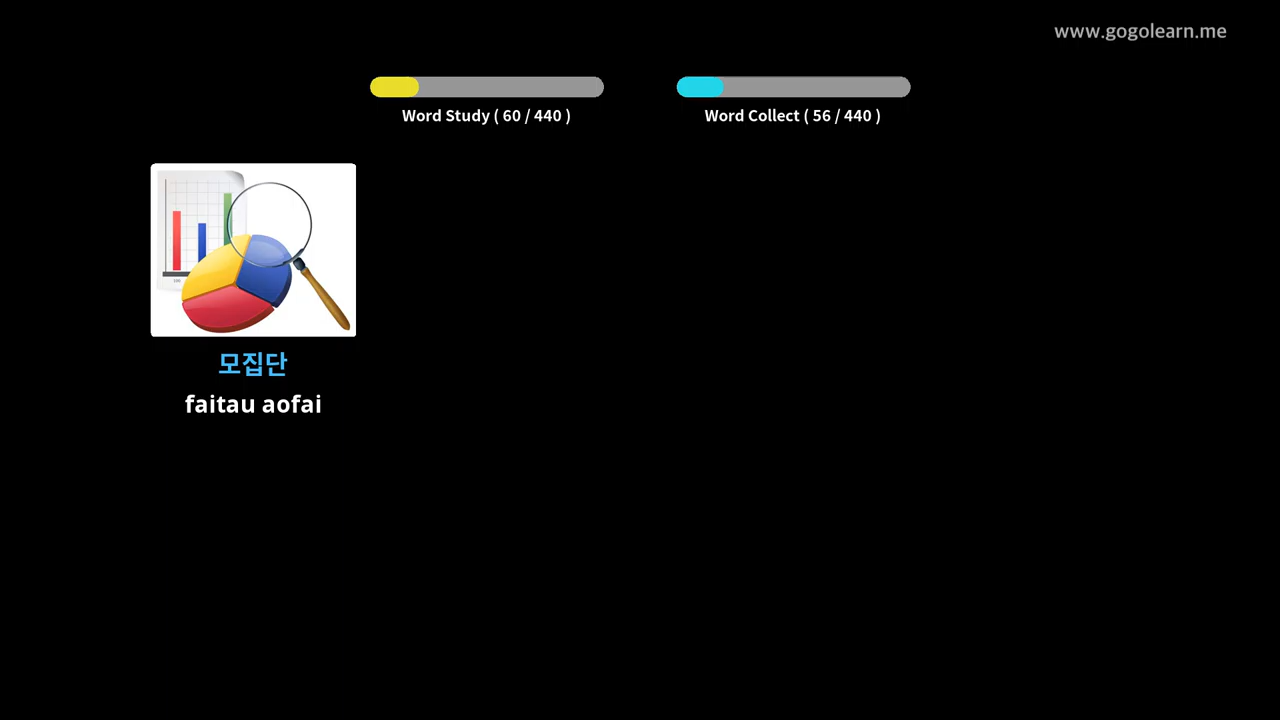 www.gogolearn.me
Word Study ( 60 / 440 )
Word Collect ( 56 / 440 )
모집단
faitau aofai